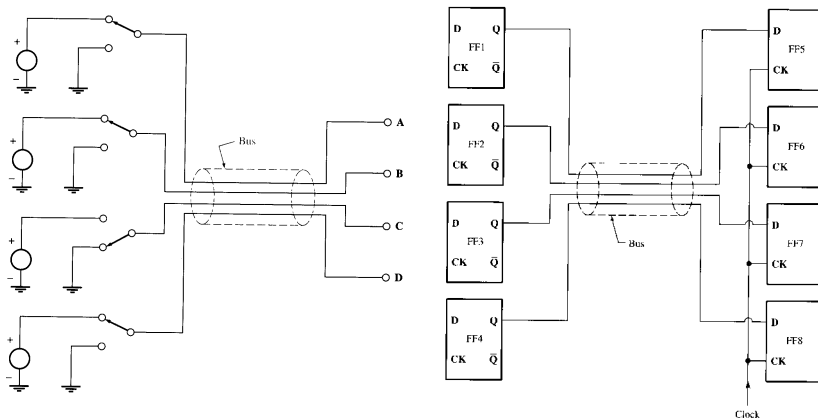 +
−
+
−
+
−
+
−
Bus
A
B
C
D
D Q
FF1
CK Q̅
D Q
FF2
CK Q̅
D Q
FF3
CK Q̅
D Q
FF4
CK Q̅
Bus
D
FF5
CK
D
FF6
CK
D
FF7
CK
D
FF8
CK
Clock